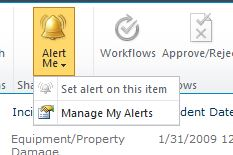 Alert
Me
Workflows
Approve/Rejec
Sha
lows
Set alert on this item
Manage My Alerts
Inci
dent Date
Equipment/Property
Damage
1/31/2009 12